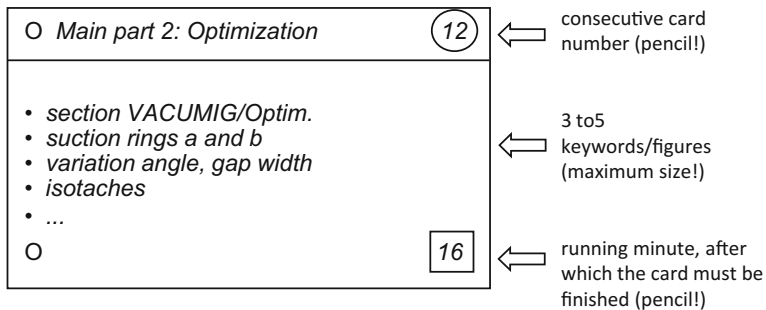 O Main part 2: Optimization 12
consecutive card
number (pencil!)
• section VACUMIG/Optim.
• suction rings a and b
• variation angle, gap width
• isotaches
• ...
3 to5
keywords/figures
(maximum size!)
O 16
running minute, after
which the card must be
finished (pencil!)